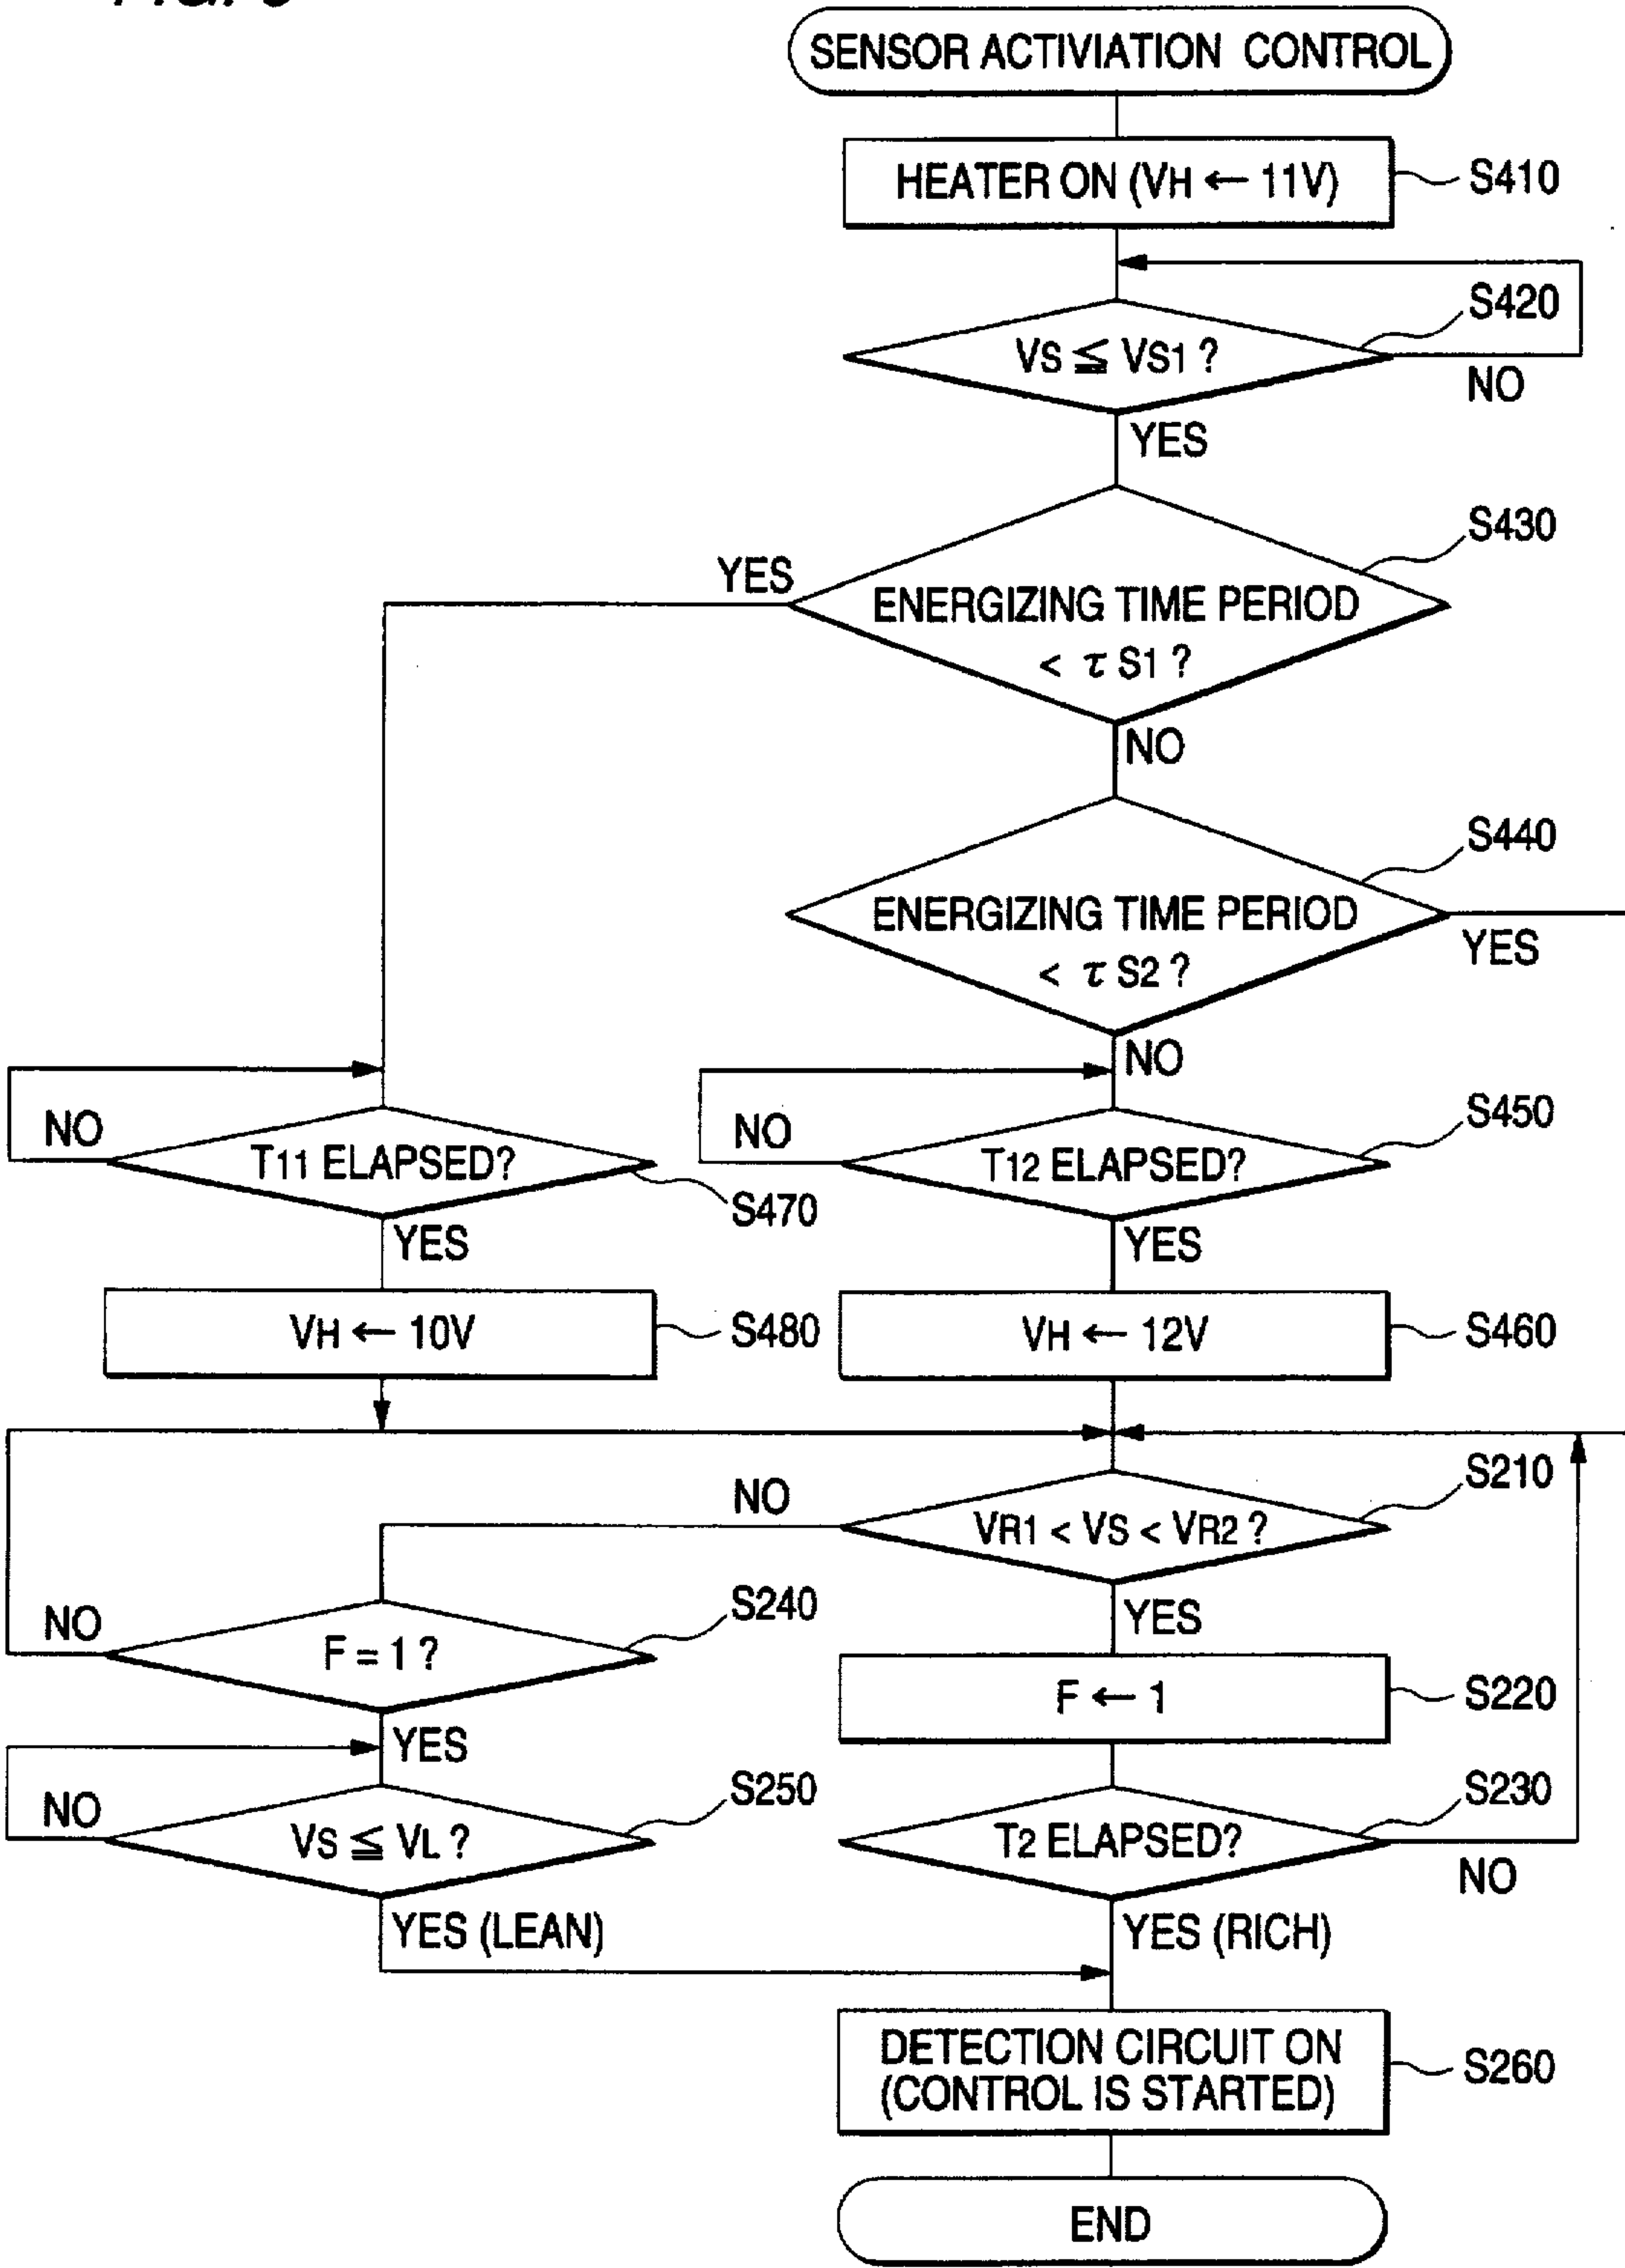 SENSOR ACTIVIATION CONTROL
HEATER ON (VH ← 11V)
S410
S420
VS ≦ VS1 ?
NO
YES
S430
YES
ENERGIZING TIME PERIOD
< τ S1 ?
NO
S440
ENERGIZING TIME PERIOD
< τ S2 ?
YES
NO
NO
T11 ELAPSED?
S470
YES
NO
T12 ELAPSED?
S450
YES
VH ← 10V
S480
VH ← 12V
S460
S210
NO
VR1 < VS < VR2 ?
YES
S240
NO
F = 1 ?
YES
F ← 1
S220
S250
NO
VS ≦ VL ?
YES (LEAN)
S230
T2 ELAPSED?
NO
YES (RICH)
DETECTION CIRCUIT ON
(CONTROL IS STARTED)
S260
END